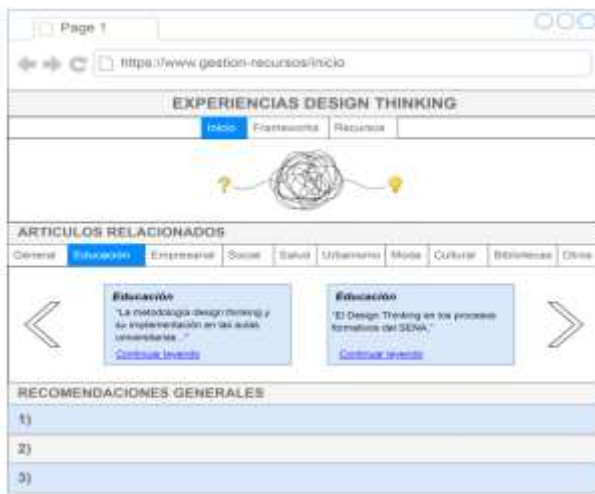 Page 1
https://www.gestion-recursos/inicio
EXPERIENCIAS DESIGN THINKING
Inicio Frameworks Recursos
?
ARTICULOS RELACIONADOS
General Educación Empresarial Social Salud Urbanismo Moda Cultural Bibliotecas Otros
Educación
"La metodología design thinking y
su implementación en las aulas
universitarias ..."
Continuar leyendo
Educación
"El Design Thinking en los procesos
formativos del SENA."
Continuar leyendo
RECOMENDACIONES GENERALES
1)
2)
3)